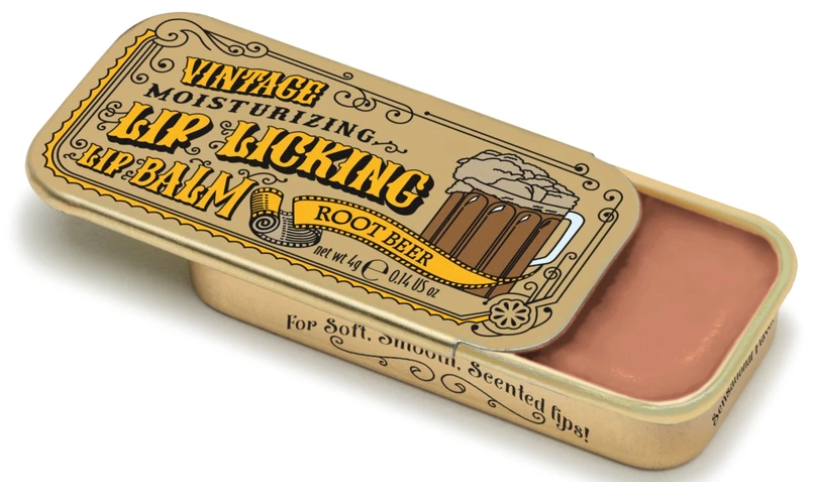 VINTAGE
MOISTURIZING
LIP LICKING
LIP BALM
ROOT BEER
net wt 4g e 0.14 US oz
For Soft, Smooth, Scented lips!
Sensational